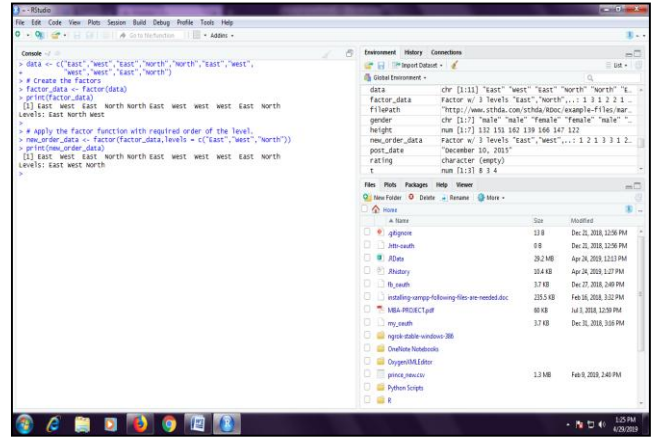 - RStudio
File Edit Code View Plots Session Build Debug Profile Tools Help
Go to file/function Addins
Console ~/
> data <- c("East","West","East","North","North","East","West",
+ "West","West","East","North")
> # Create the factors
> factor_data <- factor(data)
> print(factor_data)
[1] East West East North North East West West West East North
Levels: East North West
>
> # Apply the factor function with required order of the level.
> new_order_data <- factor(factor_data,levels = c("East","West","North"))
> print(new_order_data)
[1] East West East North North East West West West East North
Levels: East West North
>
Environment History Connections
Import Dataset List
Global Environment
data chr [1:11] "East" "West" "East" "North" "North" "E…
factor_data Factor w/ 3 levels "East","North",..: 1 3 1 2 2 1 …
filePath "http://www.sthda.com/sthda/RDoc/example-files/mar…
gender chr [1:7] "male" "male" "female" "female" "male" "…
height num [1:7] 132 151 162 139 166 147 122
new_order_data Factor w/ 3 levels "East","West",..: 1 2 1 3 3 1 2…
post_date "December 10, 2015"
rating character (empty)
t num [1:3] 8 3 4
Files Plots Packages Help Viewer
New Folder Delete Rename More
Home
Name Size Modified
.gitignore 13 B Dec 21, 2018, 12:56 PM
.httr-oauth 0 B Dec 21, 2018, 12:56 PM
.RData 29.2 MB Apr 24, 2019, 12:13 PM
.Rhistory 10.4 KB Apr 24, 2019, 1:27 PM
fb_oauth 3.7 KB Dec 27, 2018, 2:49 PM
installing-xampp-following-files-are-needed.doc 235.5 KB Feb 16, 2018, 3:32 PM
MBA-PROJECT.pdf 60 KB Jul 3, 2018, 12:59 PM
my_oauth 3.7 KB Dec 31, 2018, 3:16 PM
ngrok-stable-windows-386
OneNote Notebooks
OxygenXMLEditor
prince_new.csv 1.3 MB Feb 9, 2019, 2:40 PM
Python Scripts
R
1:25 PM
4/29/2019